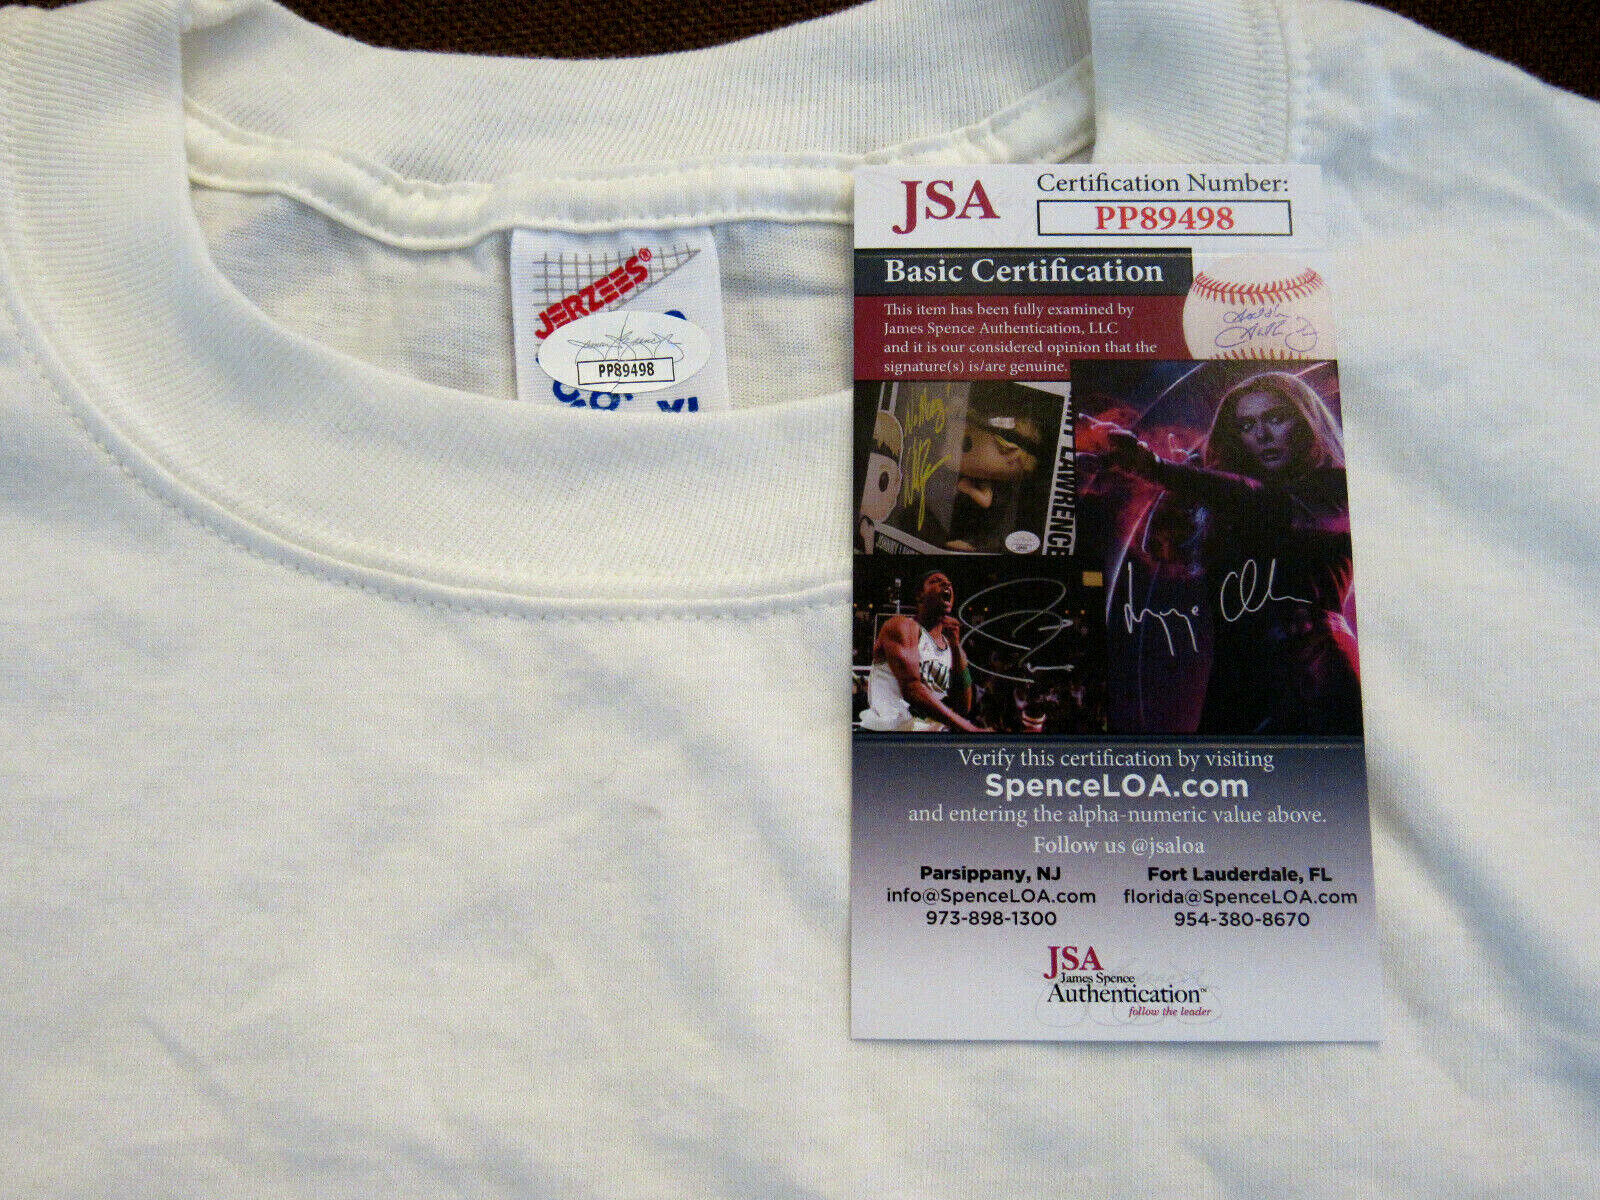 JSA
Certification Number:
PP89498
Basic Certification
This item has been fully examined by
James Spence Authentication, LLC
and it is our considered opinion that the
signature(s) is/are genuine.
JERZEES®
PP89498
XL
LAWRENCE
Verify this certification by visiting
SpenceLOA.com
and entering the alpha-numeric value above.
Follow us @jsaloa
Parsippany, NJ
info@SpenceLOA.com
973-898-1300
Fort Lauderdale, FL
florida@SpenceLOA.com
954-380-8670
JSA
James Spence
Authentication™
follow the leader